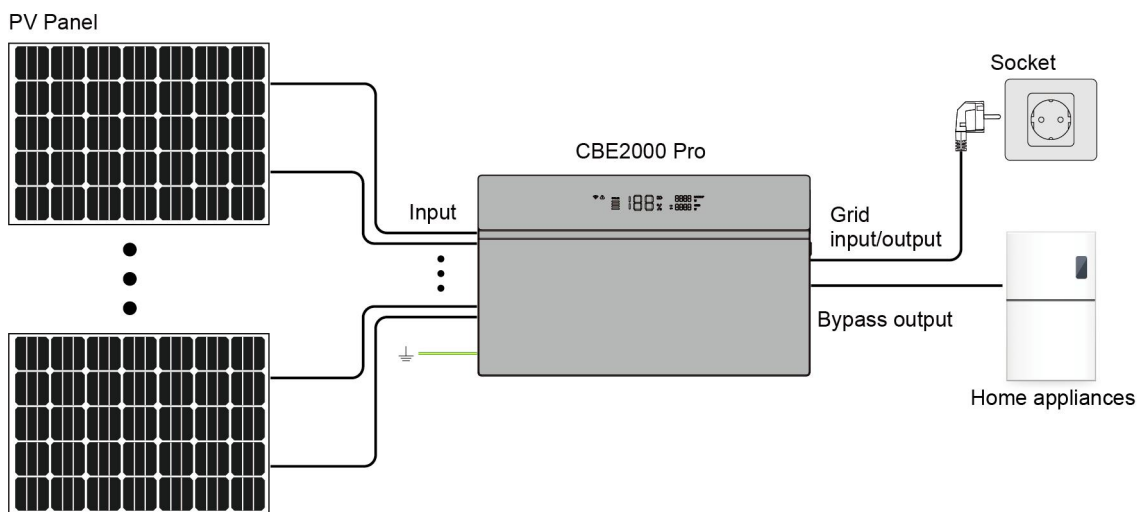 PV Panel
Socket
CBE2000 Pro
Input
Grid
input/output
Bypass output
Home appliances